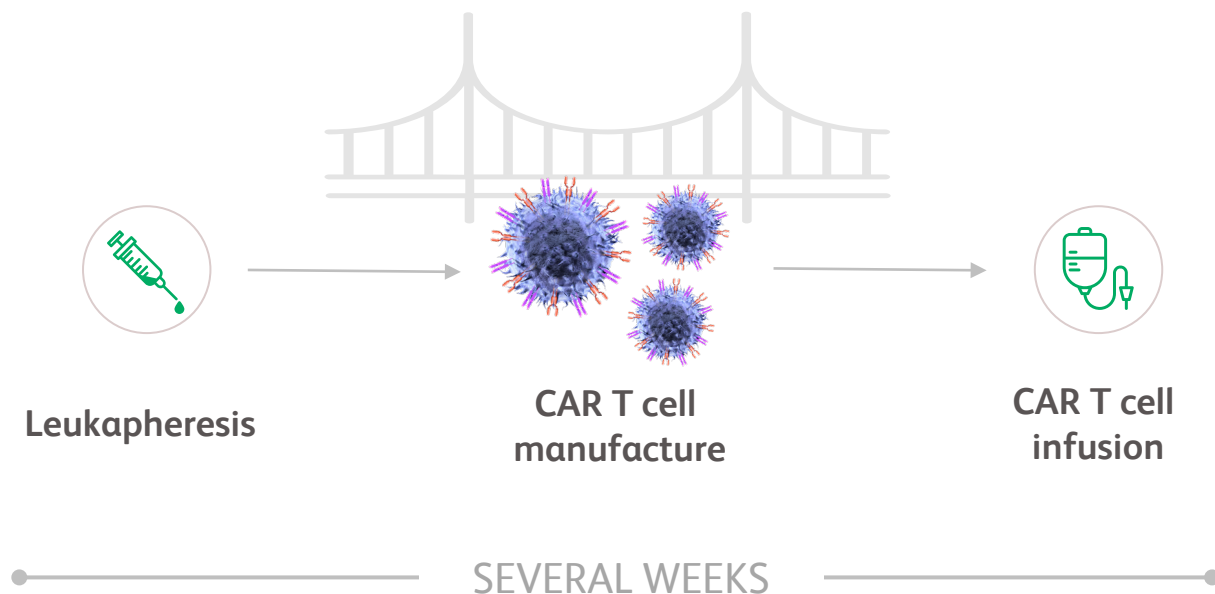 Leukapheresis
CAR T cell
manufacture
CAR T cell
infusion
SEVERAL WEEKS